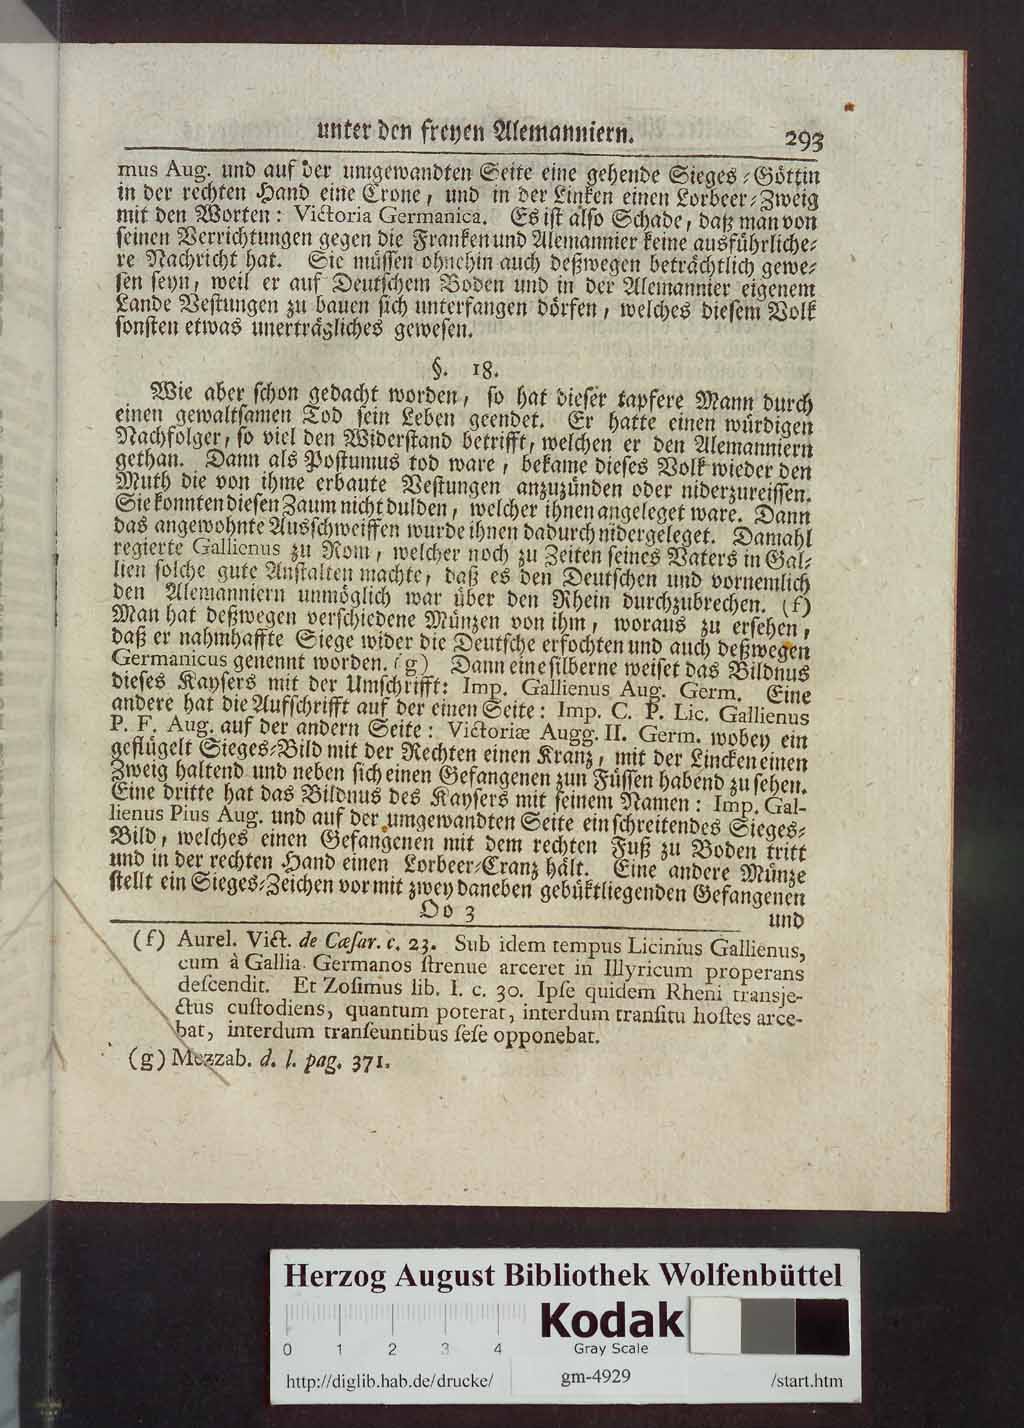 unter den freyen Alemanniern. 293
mus Aug. und auf der umgewandten Seite eine gehende Sieges-Göttin
in der rechten Hand eine Crone, und in der Linken einen Lorbeer-Zweig
mit den Worten: Victoria Germanica. Es ist also Schade, daß man von
seinen Verrichtungen gegen die Franken und Alemannier keine ausführliche-
re Nachricht hat. Sie müssen ohnehin auch deßwegen beträchtlich gewe-
sen seyn, weil er auf Deutschem Boden und in der Alemannier eigenem
Lande Vestungen zu bauen sich unterfangen dörfen, welches diesem Volk
sonsten etwas unerträgliches gewesen.
§. 18.
Wie aber schon gedacht worden, so hat dieser tapfere Mann durch
einen gewaltsamen Tod sein Leben geendet. Er hatte einen würdigen
Nachfolger, so viel den Widerstand betrifft, welchen er den Alemanniern
gethan. Dann als Postumus tod ware, bekame dieses Volk wieder den
Muth die von ihme erbaute Vestungen anzuzünden oder niderzureissen.
Sie konnten diesen Zaum nicht dulden, welcher ihnen angeleget ware. Dann
das angewohnte Ausschweiffen wurde ihnen dadurch nidergeleget. Damahl
regierte Gallienus zu Rom, welcher noch zu Zeiten seines Vaters in Gal-
lien solche gute Anstalten machte, daß es den Deutschen und vornemlich
den Alemanniern unmöglich war über den Rhein durchzubrechen. (f)
Man hat deßwegen verschiedene Münzen von ihm, woraus zu ersehen,
daß er nahmhaffte Siege wider die Deutsche erfochten und auch deßwegen
Germanicus genennt worden. (g) Dann eine silberne weiset das Bildnus
dieses Kaysers mit der Umschrifft: Imp. Gallienus Aug. Germ. Eine
andere hat die Aufschrifft auf der einen Seite: Imp. C. P. Lic. Gallienus
P. F. Aug. auf der andern Seite: Victoriæ Augg. II. Germ. wobey ein
geflügelt Sieges-Bild mit der Rechten einen Kranz, mit der Lincken einen
Zweig haltend und neben sich einen Gefangenen zun Füssen habend zu sehen.
Eine dritte hat das Bildnus des Kaysers mit seinem Namen: Imp. Gal-
lienus Pius Aug. und auf der umgewandten Seite ein schreitendes Sieges-
Bild, welches einen Gefangenen mit dem rechten Fuß zu Boden tritt
und in der rechten Hand einen Lorbeer-Cranz hält. Eine andere Münze
stellt ein Sieges-Zeichen vor mit zwey daneben gebükt liegenden Gefangenen
Oo 3 und
(f) Aurel. Vict. de Cæſar. c. 23. Sub idem tempus Licinius Gallienus,
cum à Gallia Germanos ſtrenue arceret in Illyricum properans
deſcendit. Et Zoſimus lib. I. c. 30. Ipſe quidem Rheni transje-
ctus cuſtodiens, quantum poterat, interdum tranſitu hoſtes arce-
bat, interdum tranſeuntibus ſeſe opponebat.
(g) Mezzab. d. l. pag. 371.
Herzog August Bibliothek Wolfenbüttel
Kodak
Gray Scale
0 1 2 3 4
http://diglib.hab.de/drucke/ gm-4929 /start.htm